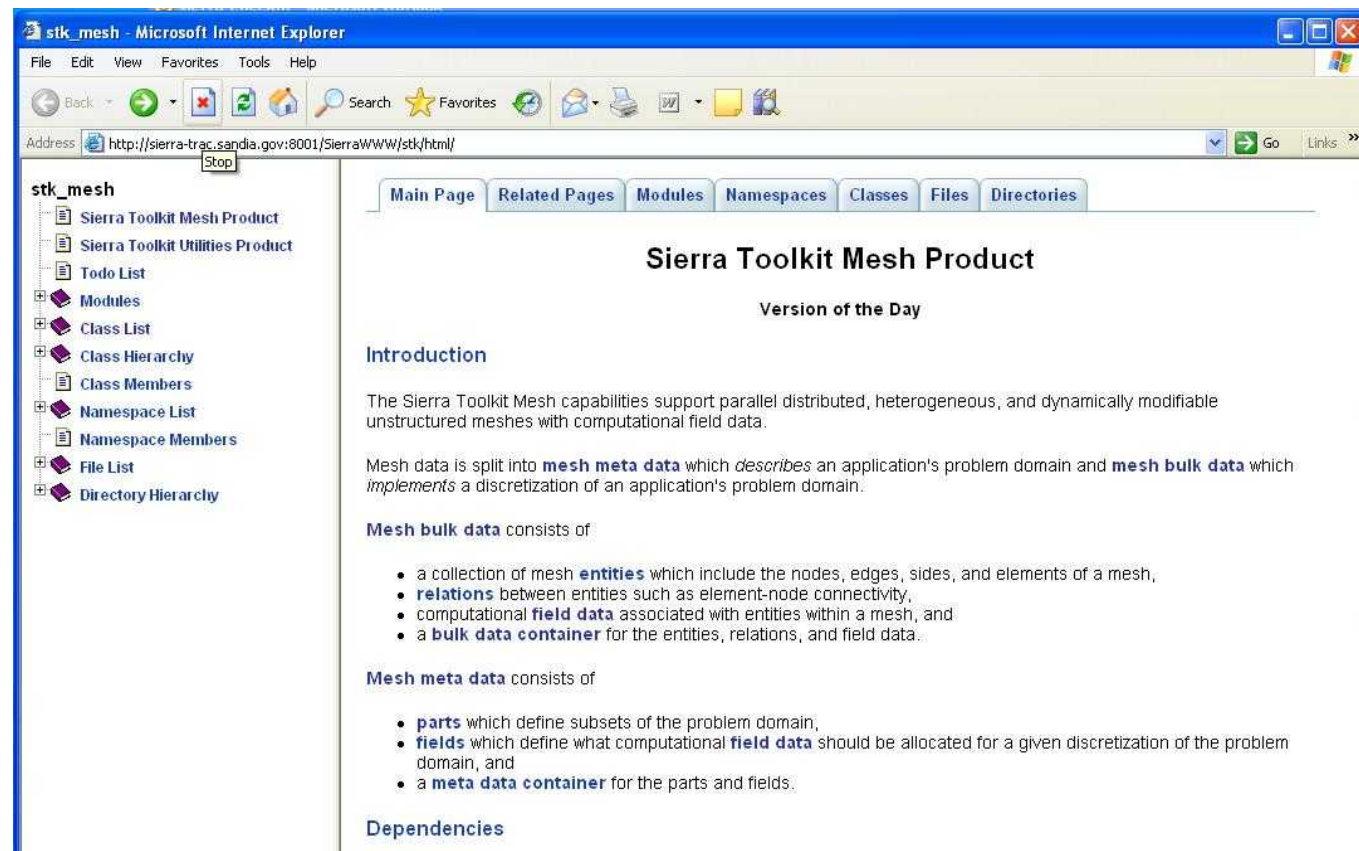 stk_mesh - Microsoft Internet Explorer
File Edit View Favorites Tools Help
Back Search Favorites
Address http://sierra-trac.sandia.gov:8001/SierraWWW/stk/html/ Go Links »
Stop
stk_mesh
Sierra Toolkit Mesh Product
Sierra Toolkit Utilities Product
Todo List
Modules
Class List
Class Hierarchy
Class Members
Namespace List
Namespace Members
File List
Directory Hierarchy
Main Page Related Pages Modules Namespaces Classes Files Directories
Sierra Toolkit Mesh Product
Version of the Day
Introduction
The Sierra Toolkit Mesh capabilities support parallel distributed, heterogeneous, and dynamically modifiable
unstructured meshes with computational field data.
Mesh data is split into mesh meta data which describes an application's problem domain and mesh bulk data which
implements a discretization of an application's problem domain.
Mesh bulk data consists of
• a collection of mesh entities which include the nodes, edges, sides, and elements of a mesh,
• relations between entities such as element-node connectivity,
• computational field data associated with entities within a mesh, and
• a bulk data container for the entities, relations, and field data.
Mesh meta data consists of
• parts which define subsets of the problem domain,
• fields which define what computational field data should be allocated for a given discretization of the problem
domain, and
• a meta data container for the parts and fields.
Dependencies